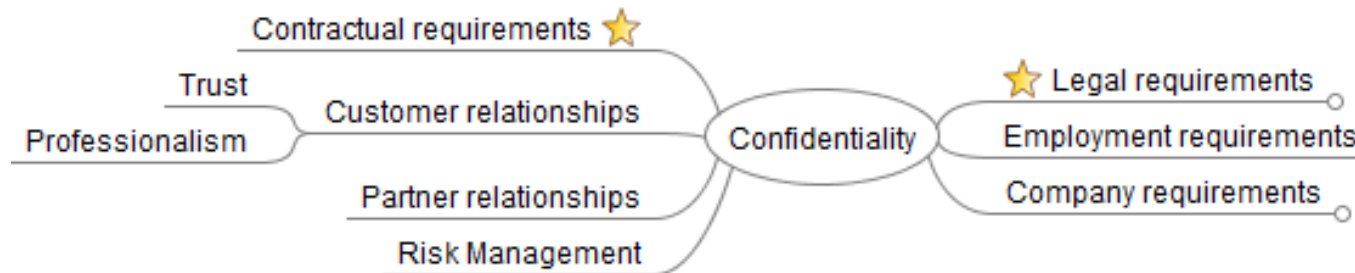 Contractual requirements
Trust
Customer relationships
Professionalism
Partner relationships
Risk Management
Confidentiality
Legal requirements
Employment requirements
Company requirements